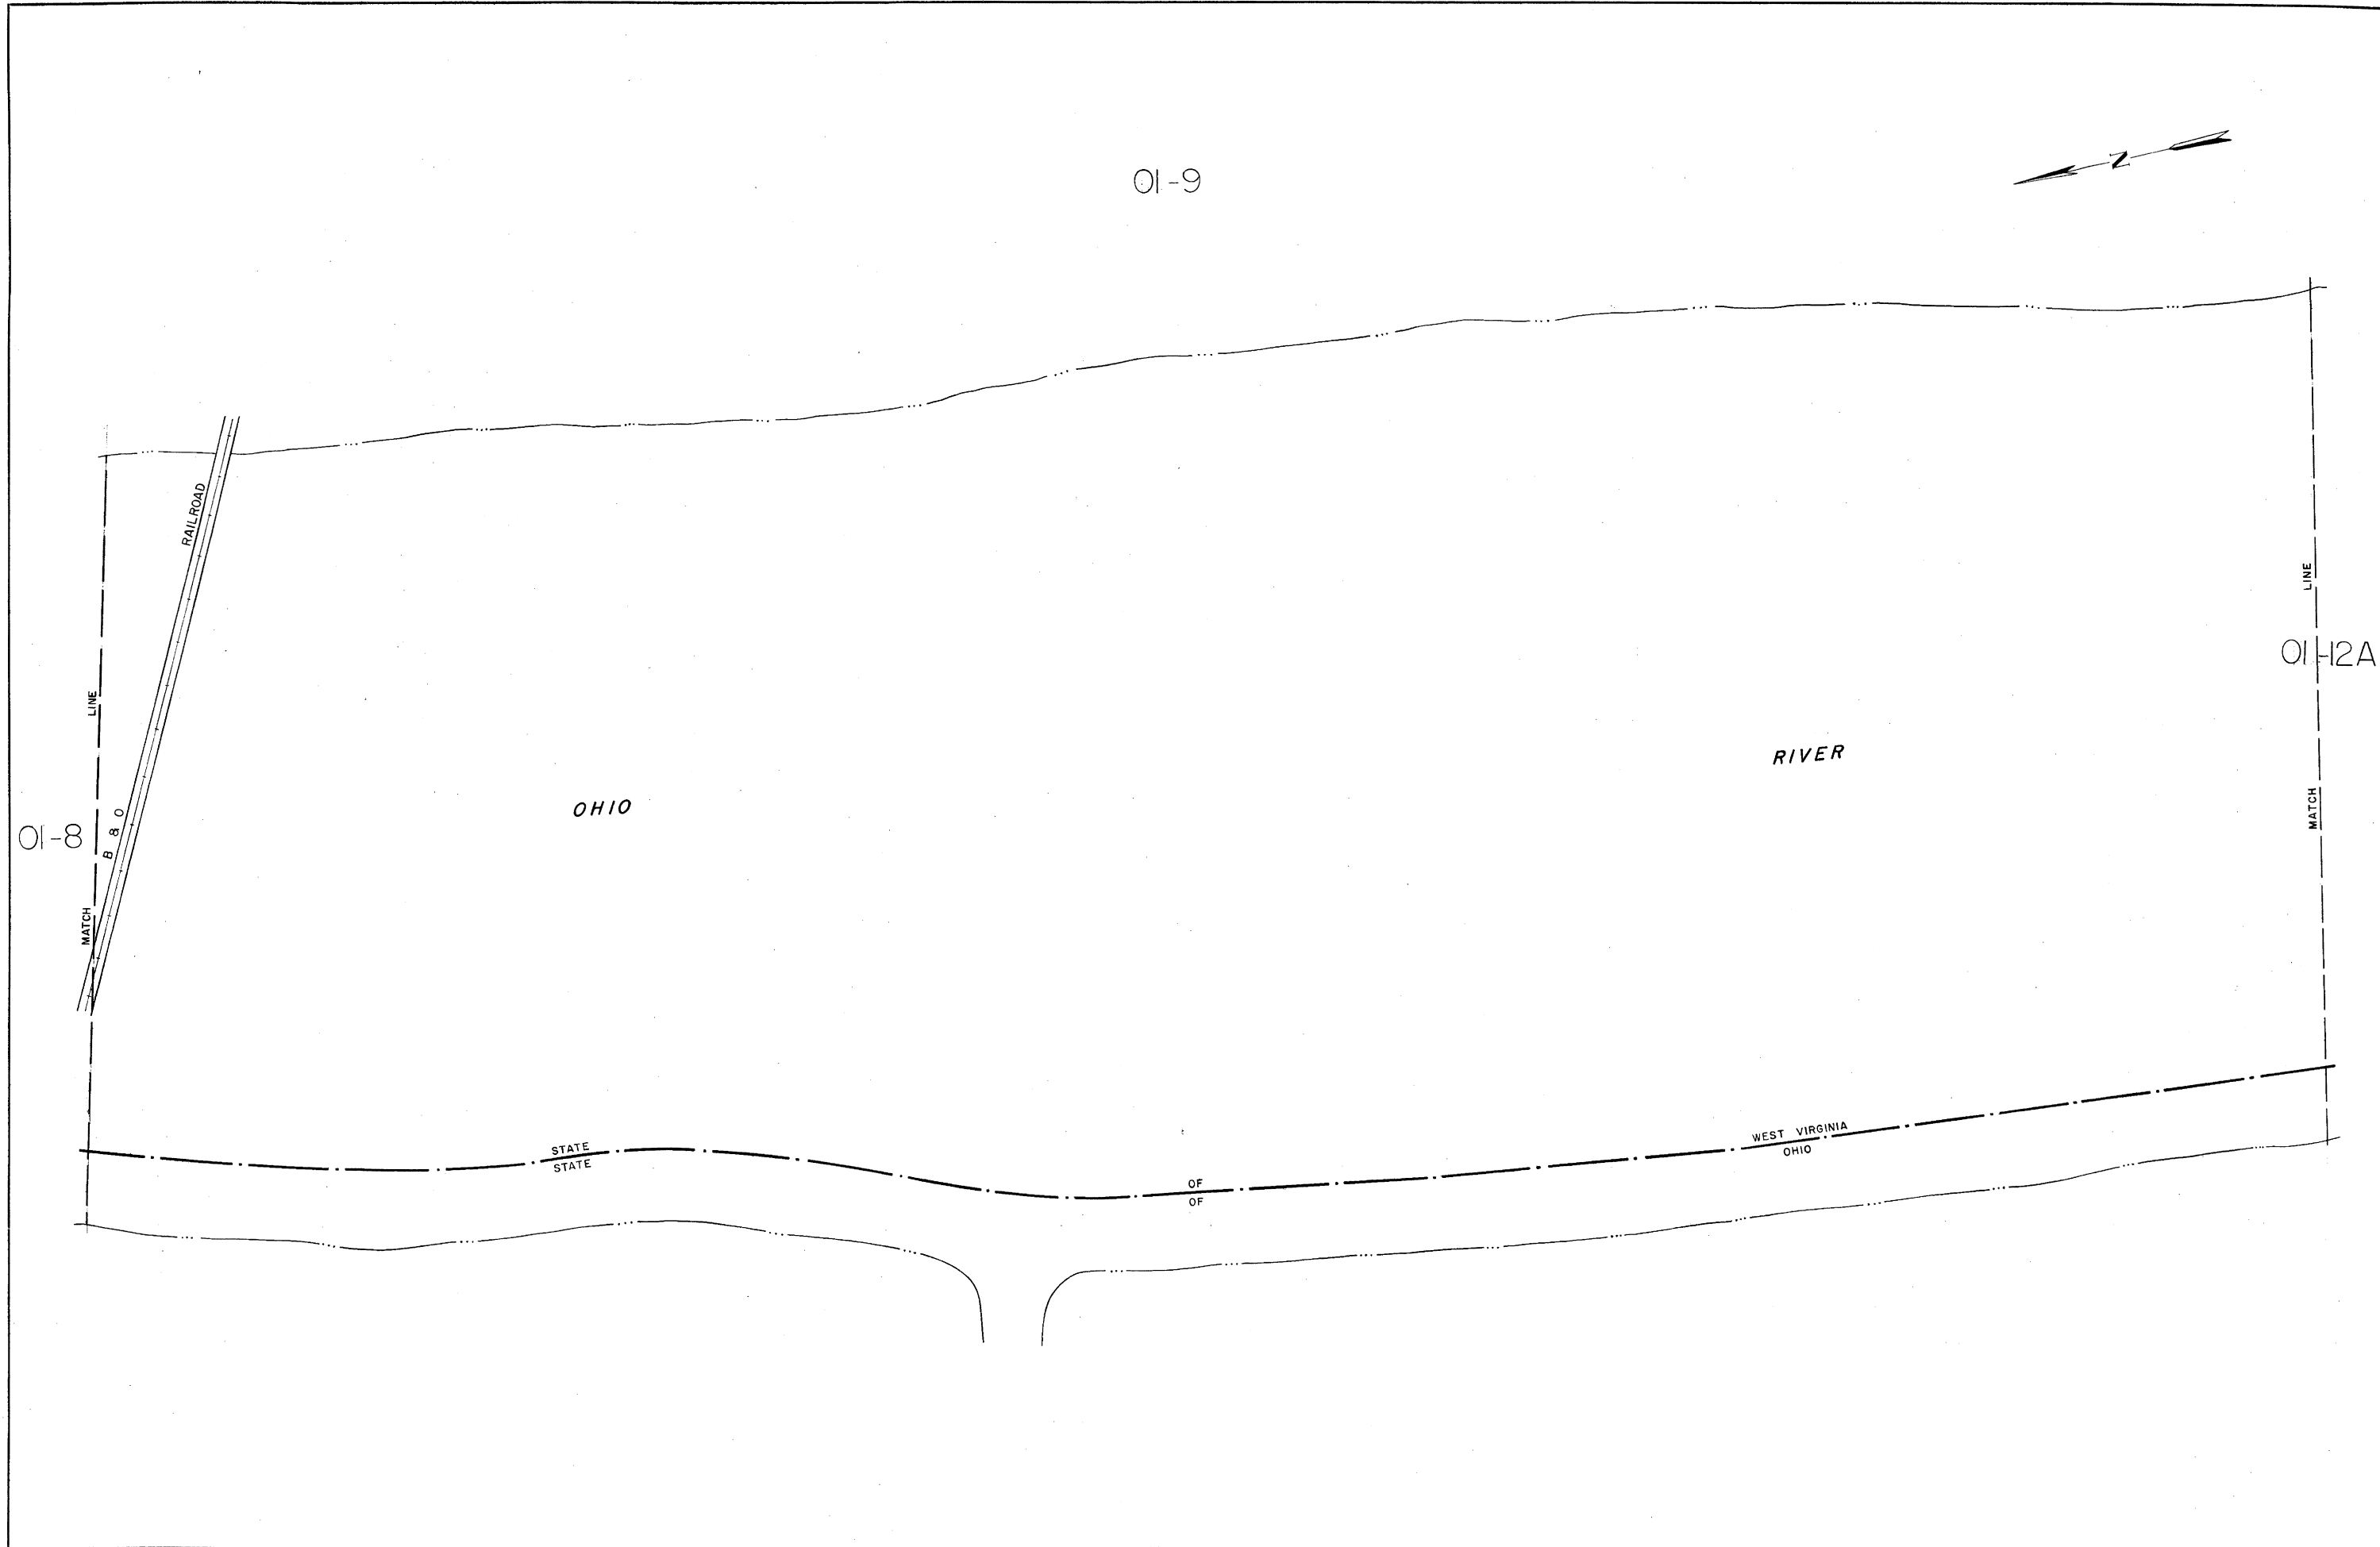 N
01-9
RAILROAD
LINE
LINE
01-12A
RIVER
OHIO
MATCH
B & O
01-8
MATCH
STATE OF WEST VIRGINIA
STATE OF OHIO